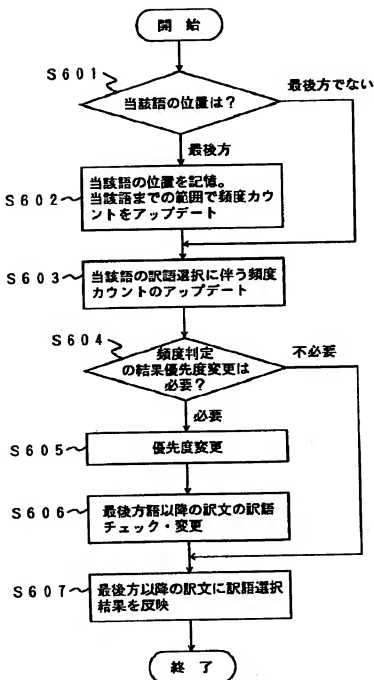 開 始
S601
当該語の位置は?
最後方でない
最後方
S602
当該語の位置を記憶。
当該語までの範囲で頻度カウ
ントをアップデート
S603
当該語の訳語選択に伴う頻度
カウントのアップデート
S604
頻度判定
の結果優先度変更は
必要?
不必要
必要
S605
優先度変更
S606
最後方語以降の訳文の訳語
チェック・変更
S607
最後方以降の訳文に訳語選択
結果を反映
終 了